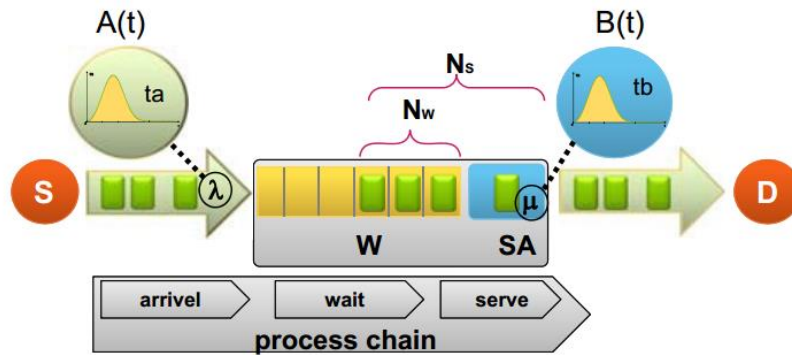 A(t)
B(t)
ta
Ns
tb
Nw
S
λ
μ
D
W
SA
arrivel
wait
serve
process chain